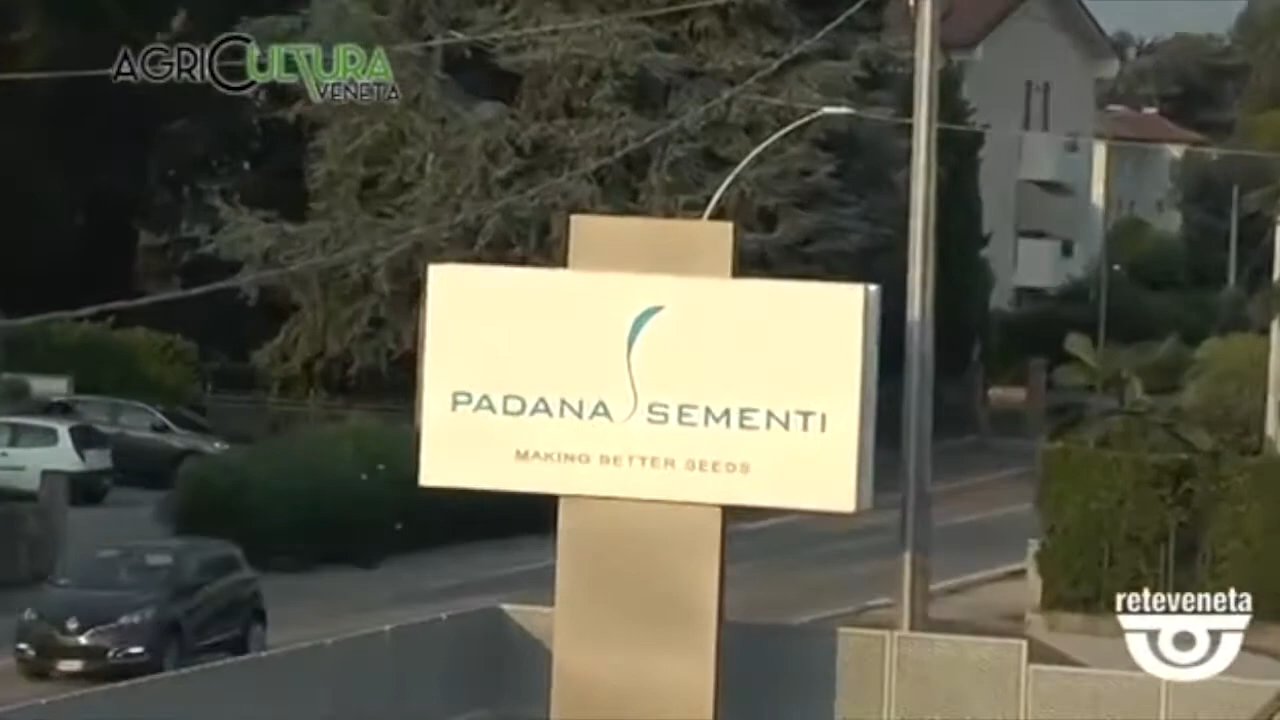 AGRICULTURA
VENETA
PADANA SEMENTI
MAKING BETTER SEEDS
reteveneta